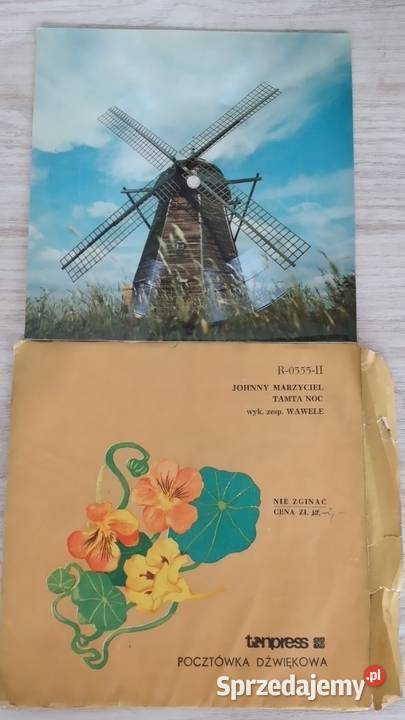 R-0555-II
JOHNNY MARZYCIEL
TAMTA NOC
wyk. zesp. WAWELE
NIE ZGINAĆ
CENA ZŁ
tonpress
POCZTÓWKA DŹWIĘKOWA
Sprzedajemy.pl